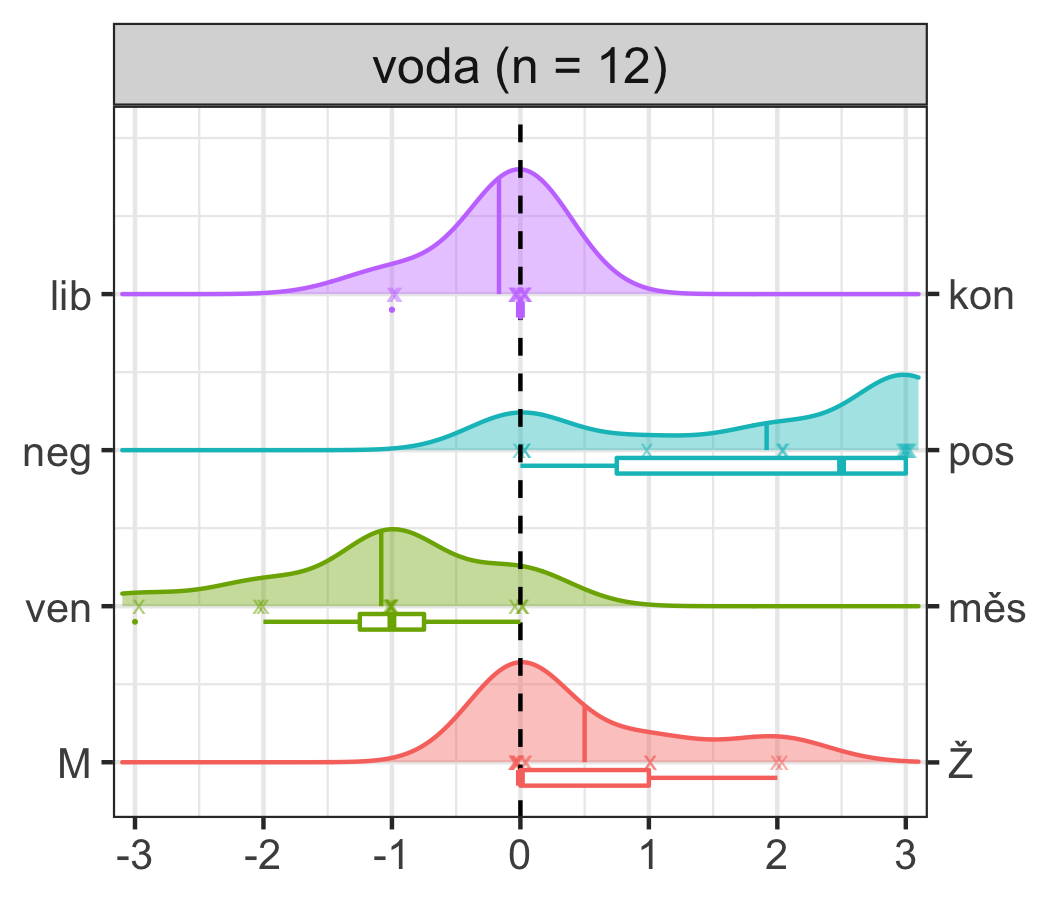 voda (n = 12)
lib kon
neg pos
ven měs
M Ž
-3 -2 -1 0 1 2 3